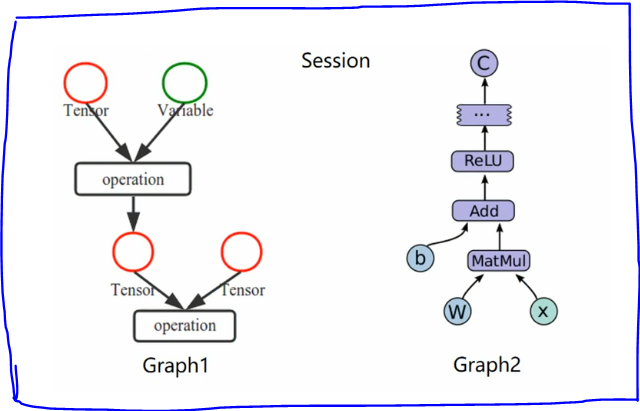 Session
Tensor
Variable
operation
Tensor
Tensor
operation
Graph1
C
...
ReLU
Add
b
MatMul
W
x
Graph2